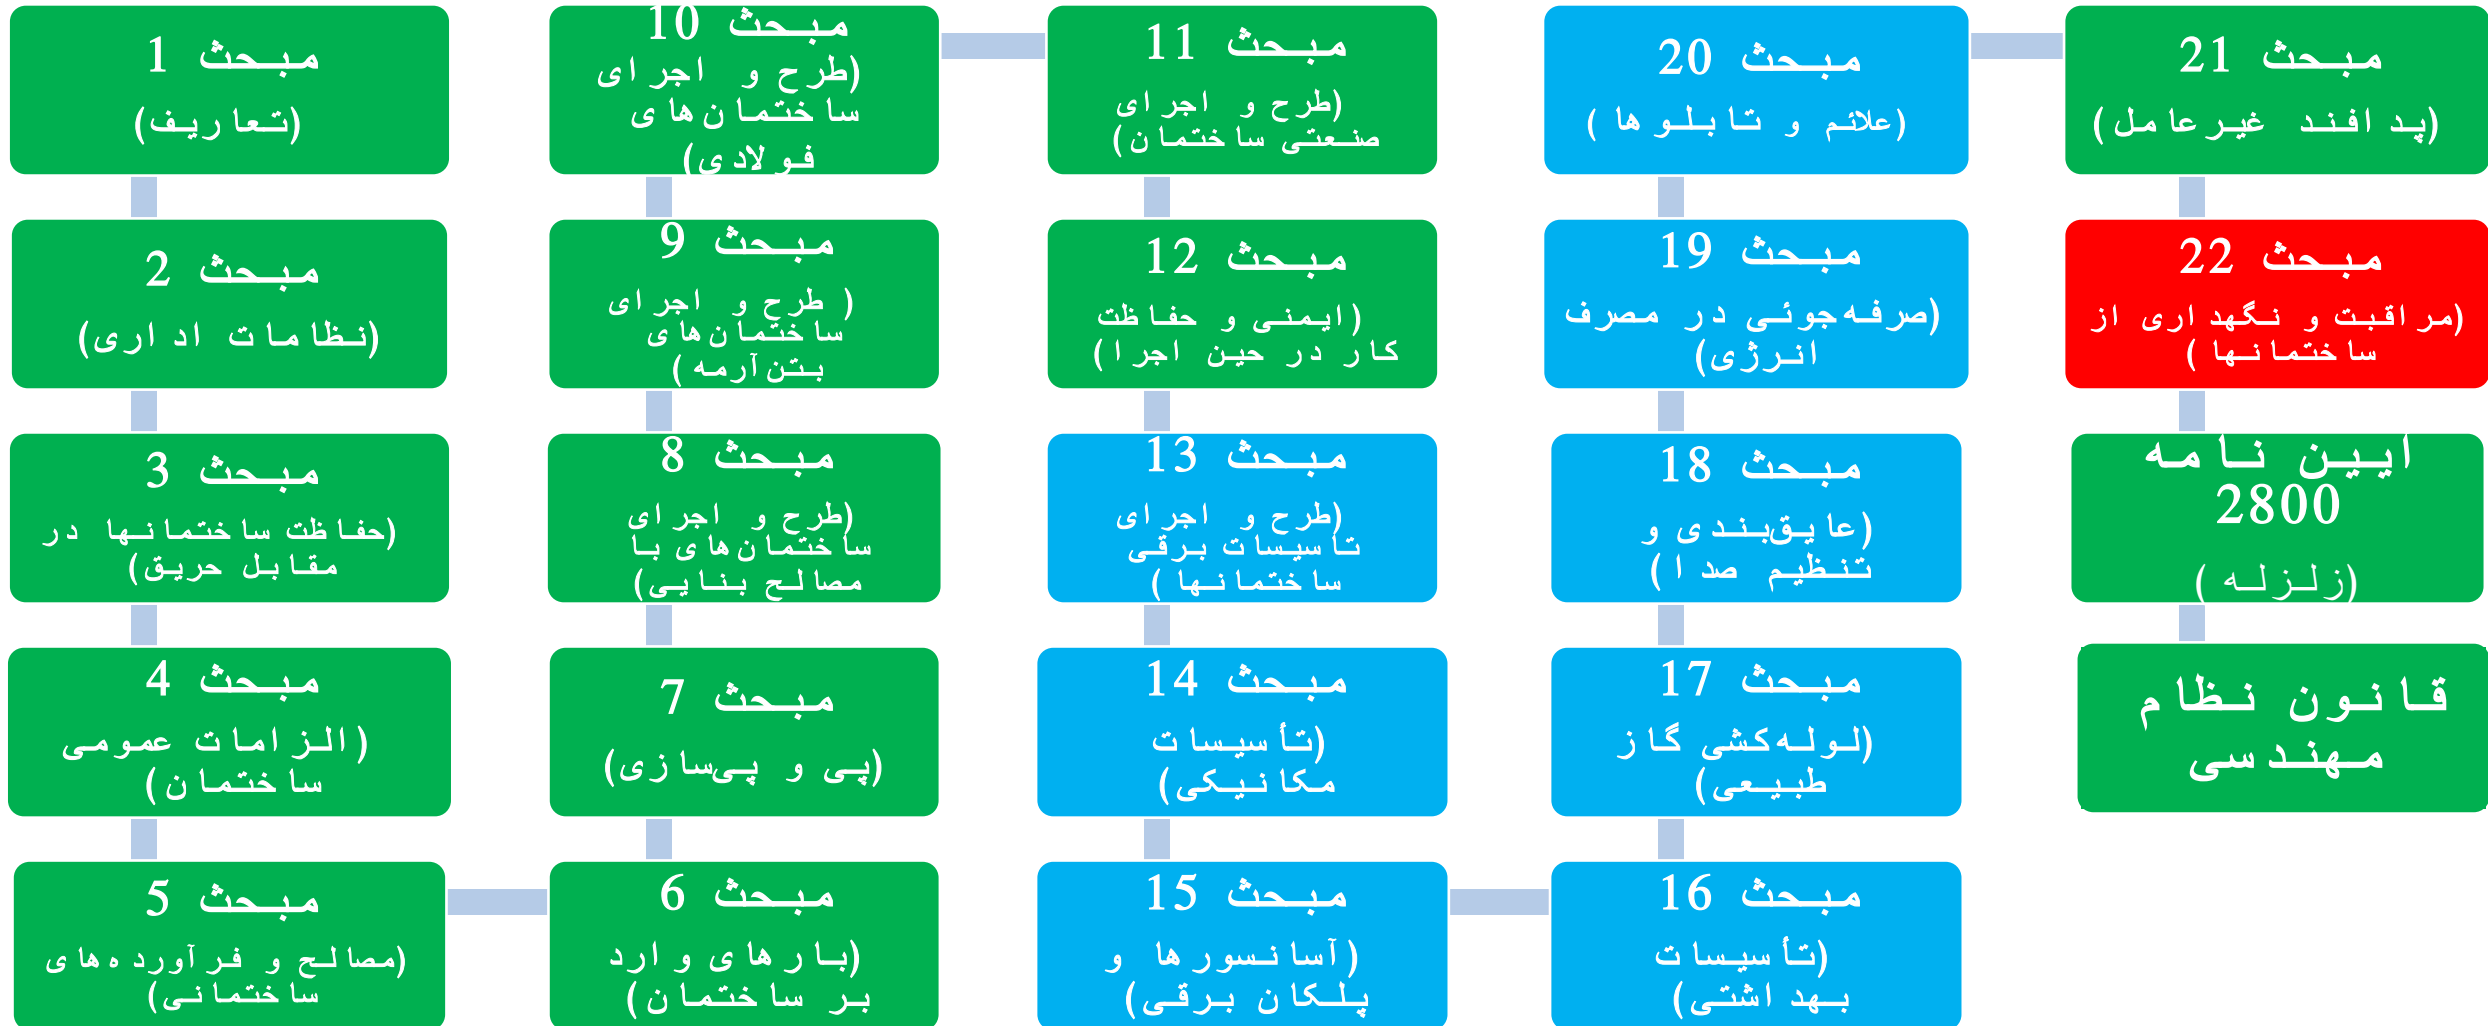 مبحث 1
(تعاریف)
مبحث 2
(نظامات اداری)
مبحث 3
(حفاظت ساختمانها در
مقابل حریق)
مبحث 4
(الزامات عمومی
ساختمان)
مبحث 5
(مصالح و فرآورده‌های
ساختمانی)
مبحث 6
(بارهای وارد
بر ساختمان)
مبحث 7
(پی و پی‌سازی)
مبحث 8
(طرح و اجرای
ساختمان‌های با
مصالح بنایی)
مبحث 9
( طرح و اجرای
ساختمان‌های
بتن‌آرمه)
مبحث 10
(طرح و اجرای
ساختمان‌های
فولادی)
مبحث 11
(طرح و اجرای
صنعتی ساختمان)
مبحث 12
(ایمنی و حفاظت
کار در حین اجرا)
مبحث 13
(طرح و اجرای
تاسیسات برقی
ساختمانها)
مبحث 14
(تأسیسات
مکانیکی)
مبحث 15
(آسانسورها و
پلکان برقی)
مبحث 16
(تأسیسات
بهداشتی)
مبحث 17
(لوله‌کشی گاز
طبیعی)
مبحث 18
(عایق‌بندی و
تنظیم صدا)
مبحث 19
(صرفه‌جوئی در مصرف
انرژی)
مبحث 20
(علائم و تابلوها)
مبحث 21
(پدافند غیرعامل)
مبحث 22
(مراقبت و نگهداری از
ساختمانها)
ایین نامه
2800
(زلزله)
قانون نظام
مهندسی